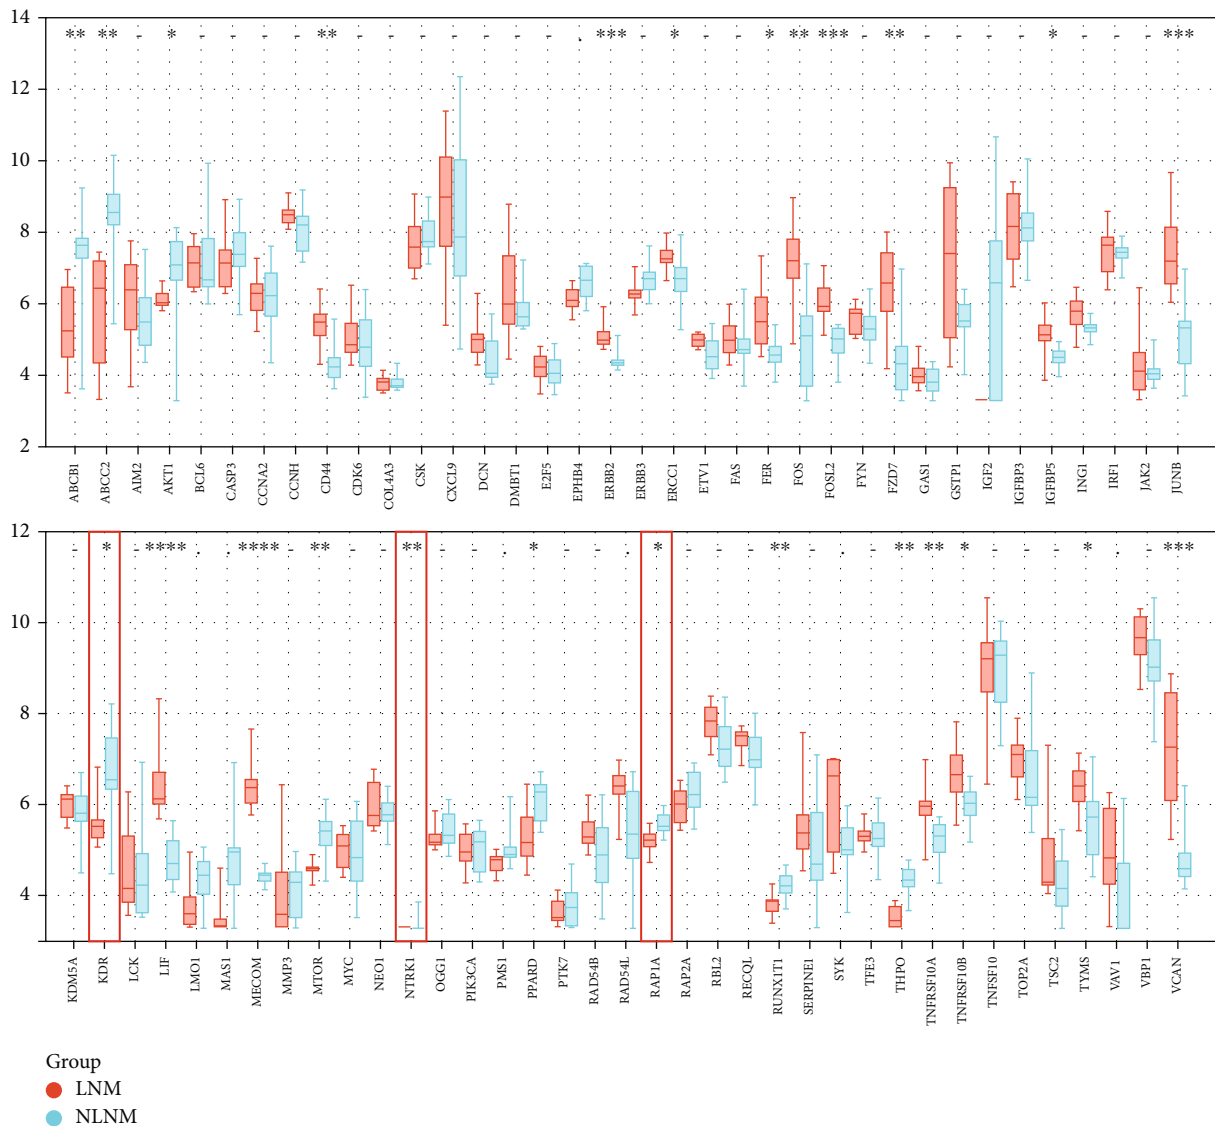 14
12
10
8
6
4
2
** ** - * - - - - ** - - - - - - - . *** - * - - * ** *** - ** - - - - * - - - ***
ABCB1 ABCC2 AIM2 AKT1 BCL6 CASP3 CCNA2 CCNH CD44 CDK6 COL4A3 CSK CXCL9 DCN DMBT1 E2F5 EPHB4 ERBB2 ERBB3 ERCC1 ETV1 FAS FER FOS FOSL2 FYN FZD7 GAS1 GSTP1 IGF2 IGFBP3 IGFBP5 ING1 IRF1 JAK2 JUNB
12
10
8
6
4
- * - **** . . **** - ** - - ** - - . * - - . * - - - ** - . - ** ** * - - - * . - ***
KDM5A KDR LCK LIF LMO1 MAS1 MECOM MMP3 MTOR MYC NEO1 NTRK1 OGG1 PIK3CA PMS1 PPARD PTK7 RAD54B RAD54L RAP1A RAP2A RBL2 RECQL RUNX1T1 SERPINE1 SYK TFE3 THPO TNFRSF10A TNFRSF10B TNFSF10 TOP2A TSC2 TYMS VAV1 VBP1 VCAN
Group
LNM
NLNM